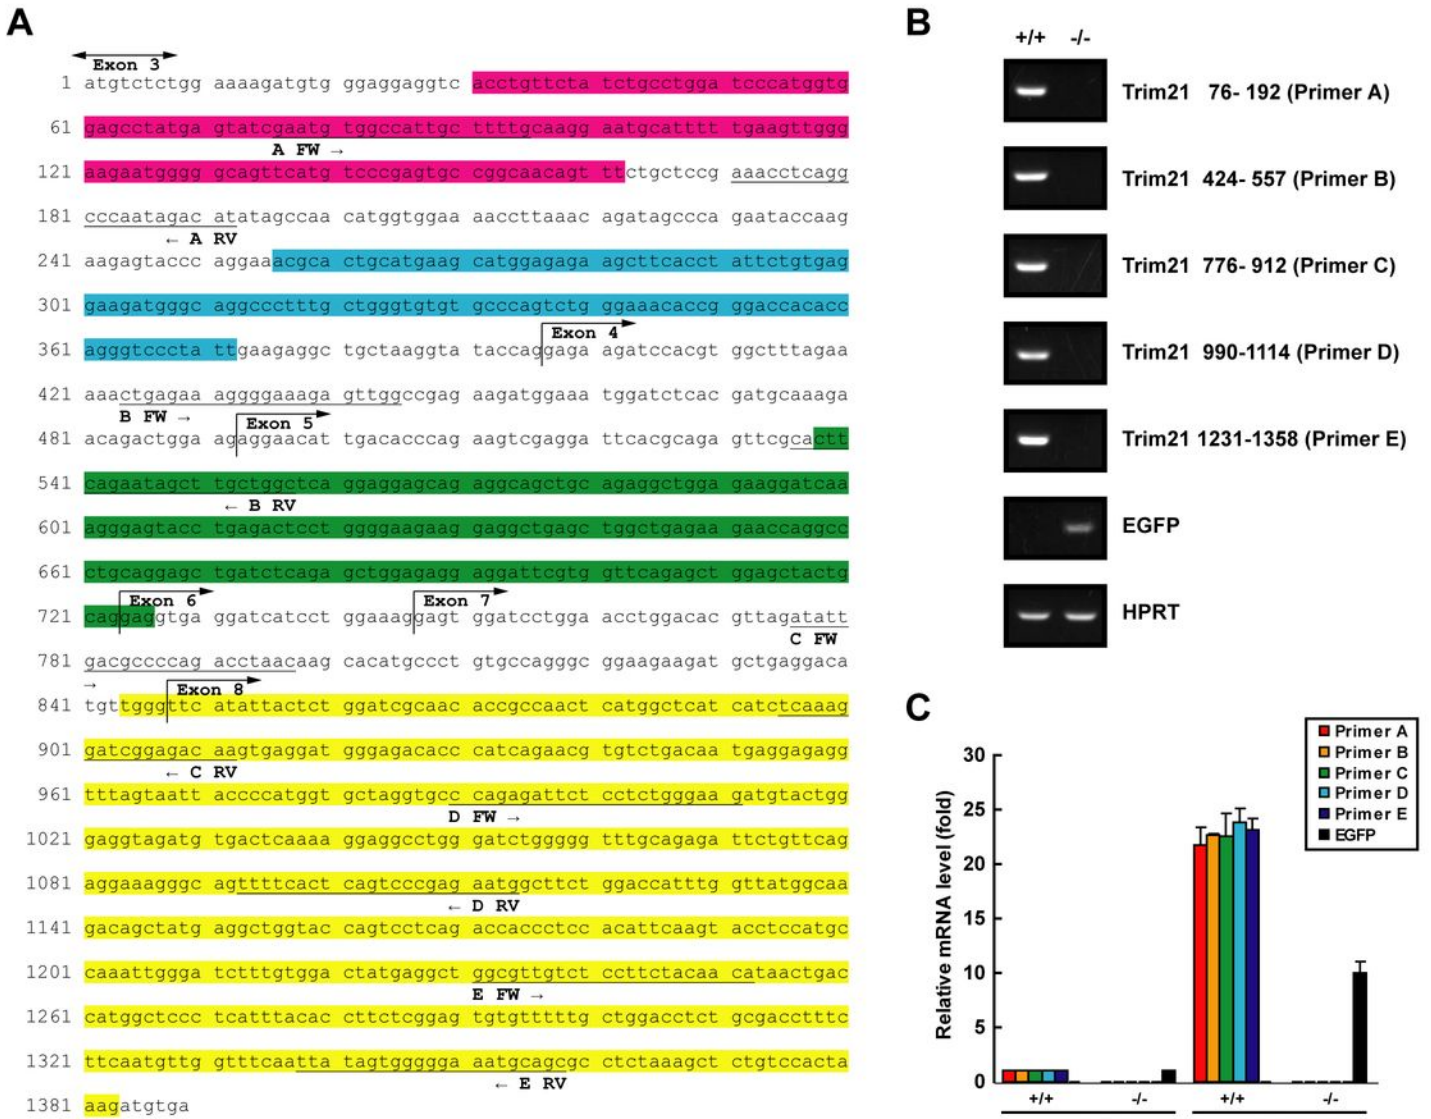 A
Exon 3
1 atgtctctgg aaaagatgtg ggaggaggtc acctgttcta tctgcctgga tcccatggtg
61 gagcctatga gtatcgaatg tggccattgc ttttgcaagg aatgcatttt tgaagttggg
A FW →
121 aagaatgggg gcagttcatg tcccgagtgc cggcaacagt ttctgctccg aaacctcagg
181 cccaatagac atatagccaa catggtggaa aaccttaaac agatagccca gaataccaag
← A RV
241 aagagtaccc aggaaacgca ctgcatgaag catggagaga agcttcacct attctgtgag
301 gaagatgggc aggccctttg ctgggtgtgt gcccagtctg ggaaacaccg ggaccacacc
Exon 4
361 agggtcccta ttgaagaggc tgctaaggta taccaggaga agatccacgt ggctttagaa
421 aaactgagaa aggggaaaga gttggccgag aagatggaaa tggatctcac gatgcaaaga
B FW →
Exon 5
481 acagactgga agaggaacat tgacacccag aagtcgagga ttcacgcaga gttcgcactt
541 cagaatagct tgctggctca ggaggagcag aggcagctgc agaggctgga gaaggatcaa
← B RV
601 agggagtacc tgagactcct ggggaagaag gaggctgagc tggctgagaa gaaccaggcc
661 ctgcaggagc tgatctcaga gctggagagg aggattcgtg gttcagagct ggagctactg
Exon 6
Exon 7
721 caggaggtga ggatcatcct ggaaaggagt ggatcctgga acctggacac gttagatatt
C FW
781 gacgccccag acctaacaag cacatgccct gtgccagggc ggaagaagat gctgaggaca
→
Exon 8
841 tgttgggttc atattactct ggatcgcaac accgccaact catggctcat catctcaaag
901 gatcggagac aagtgaggat gggagacacc catcagaacg tgtctgacaa tgaggagagg
← C RV
961 tttagtaatt accccatggt gctaggtgcc ccagagattct cctctgggaa gatgtactgg
D FW →
1021 gaggtagatg tgactcaaaa ggaggcctgg gatctggggg tttgcagaga ttctgttcag
1081 aggaaagggc agttttcact cagtcccgag aatggcttct ggaccatttg gttatggcaa
← D RV
1141 gacagctatg aggctggtac cagtcctcag accaccctcc acattcaagt acctccatgc
1201 caaattggga tctttgtgga ctatgaggct ggcgttgtct ccttctacaa cataactgac
E FW →
1261 catggctccc tcatttacac cttctcggag tgtgtttttg ctggacctct gcgacctttc
1321 ttcaatgttg gtttcaatta tagtggggga aatgcagcgc ctctaaagct ctgtccacta
← E RV
1381 aagatgtga
B
+/+ -/-
Trim21 76- 192 (Primer A)
Trim21 424- 557 (Primer B)
Trim21 776- 912 (Primer C)
Trim21 990-1114 (Primer D)
Trim21 1231-1358 (Primer E)
EGFP
HPRT
C
Relative mRNA level (fold)
30
25
20
15
10
5
0
Primer A
Primer B
Primer C
Primer D
Primer E
EGFP
+/+ -/- +/+ -/-